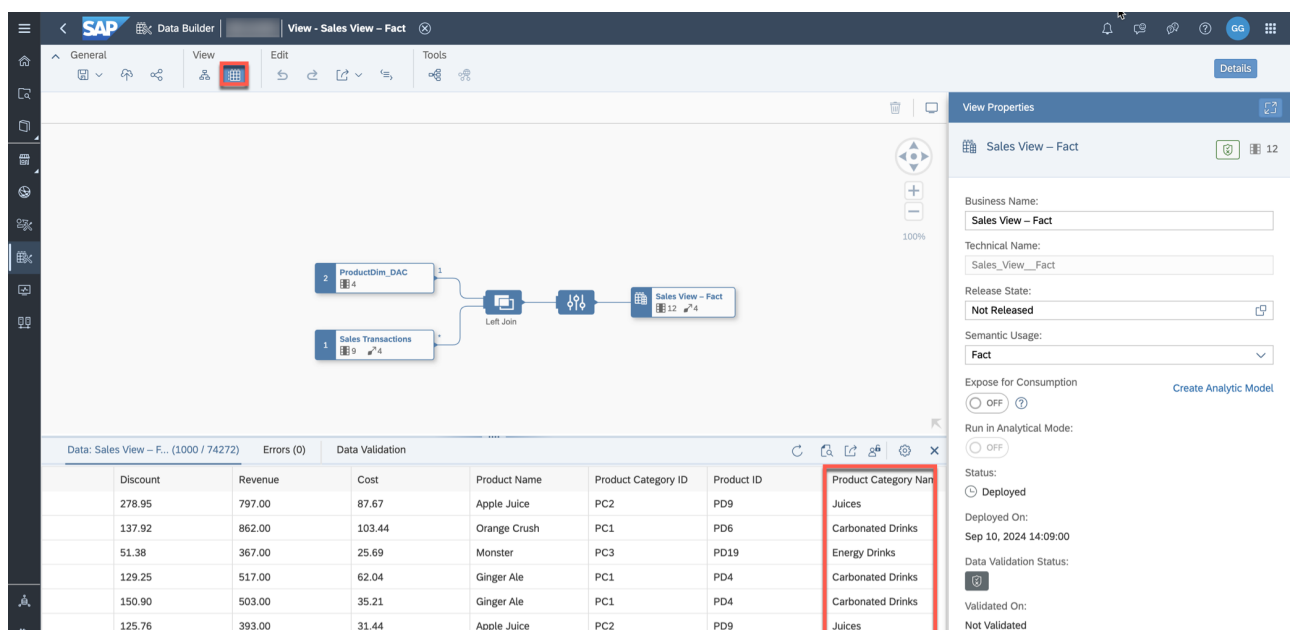 SAP Data Builder View - Sales View – Fact GG
General View Edit Tools
Details
View Properties
Sales View – Fact 12
Business Name:
Sales View – Fact
Technical Name:
Sales_View__Fact
Release State:
Not Released
Semantic Usage:
Fact
Expose for Consumption
Create Analytic Model
OFF
Run in Analytical Mode:
OFF
Status:
Deployed
Deployed On:
Sep 10, 2024 14:09:00
Data Validation Status:
Validated On:
Not Validated
100%
2 ProductDim_DAC 1
4
Left Join
Sales View – Fact
12 4
1 Sales Transactions *
9 4
Data: Sales View – F... (1000 / 74272) Errors (0) Data Validation
Discount Revenue Cost Product Name Product Category ID Product ID Product Category Nam
278.95 797.00 87.67 Apple Juice PC2 PD9 Juices
137.92 862.00 103.44 Orange Crush PC1 PD6 Carbonated Drinks
51.38 367.00 25.69 Monster PC3 PD19 Energy Drinks
129.25 517.00 62.04 Ginger Ale PC1 PD4 Carbonated Drinks
150.90 503.00 35.21 Ginger Ale PC1 PD4 Carbonated Drinks
125.76 393.00 31.44 Apple Juice PC2 PD9 Juices